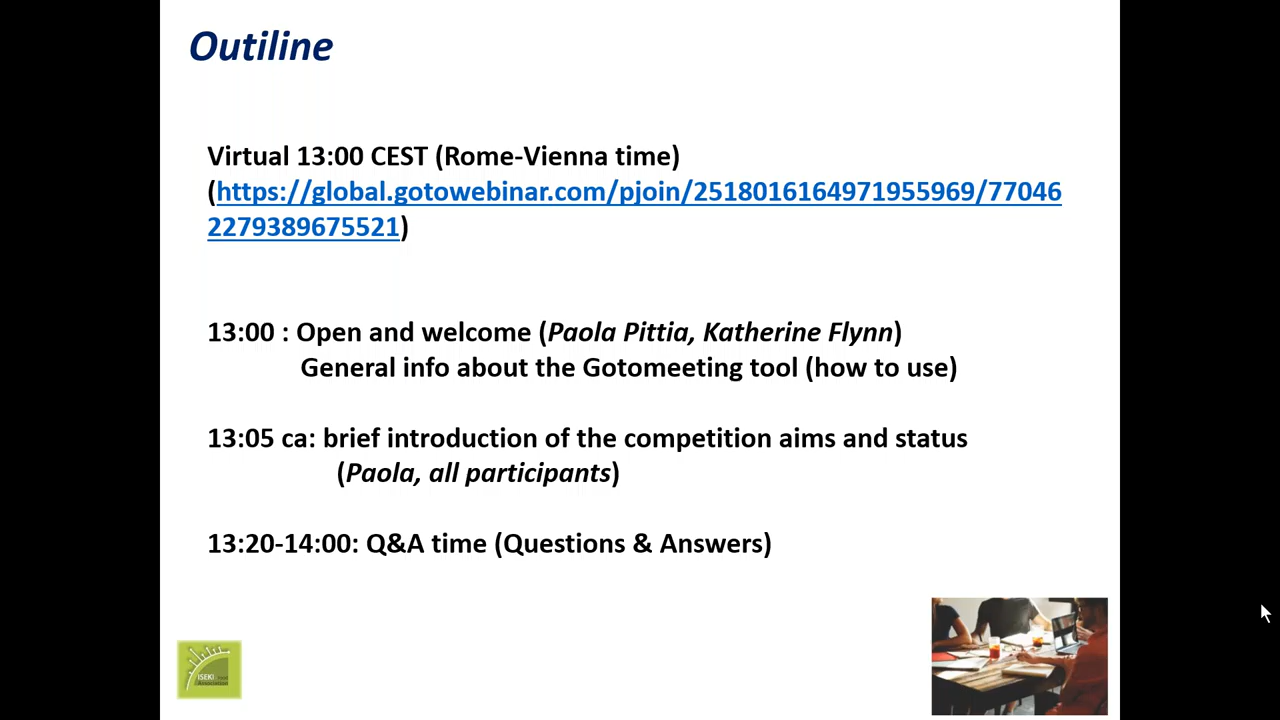 Outiline
Virtual 13:00 CEST (Rome-Vienna time)
(https://global.gotowebinar.com/pjoin/2518016164971955969/77046
2279389675521)
13:00 : Open and welcome (Paola Pittia, Katherine Flynn)
General info about the Gotomeeting tool (how to use)
13:05 ca: brief introduction of the competition aims and status
(Paola, all participants)
13:20-14:00: Q&A time (Questions & Answers)
ISEKI